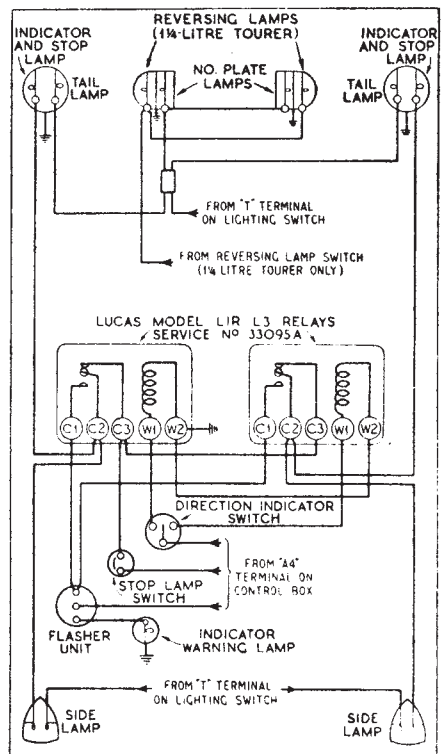 REVERSING LAMPS
(1¼-LITRE TOURER)
INDICATOR
AND STOP
LAMP
INDICATOR
AND STOP
LAMP
TAIL
LAMP
NO. PLATE
LAMPS
TAIL
LAMP
FROM "T" TERMINAL
ON LIGHTING SWITCH
FROM REVERSING LAMP SWITCH
(1¼ LITRE TOURER ONLY)
LUCAS MODEL L1R L3 RELAYS
SERVICE Nº 33095A
C1 C2 C3 W1 W2
C1 C2 C3 W1 W2
DIRECTION INDICATOR
SWITCH
STOP LAMP
SWITCH
FROM "A4"
TERMINAL ON
CONTROL BOX
FLASHER
UNIT
INDICATOR
WARNING LAMP
FROM "T" TERMINAL
ON LIGHTING SWITCH
SIDE
LAMP
SIDE
LAMP